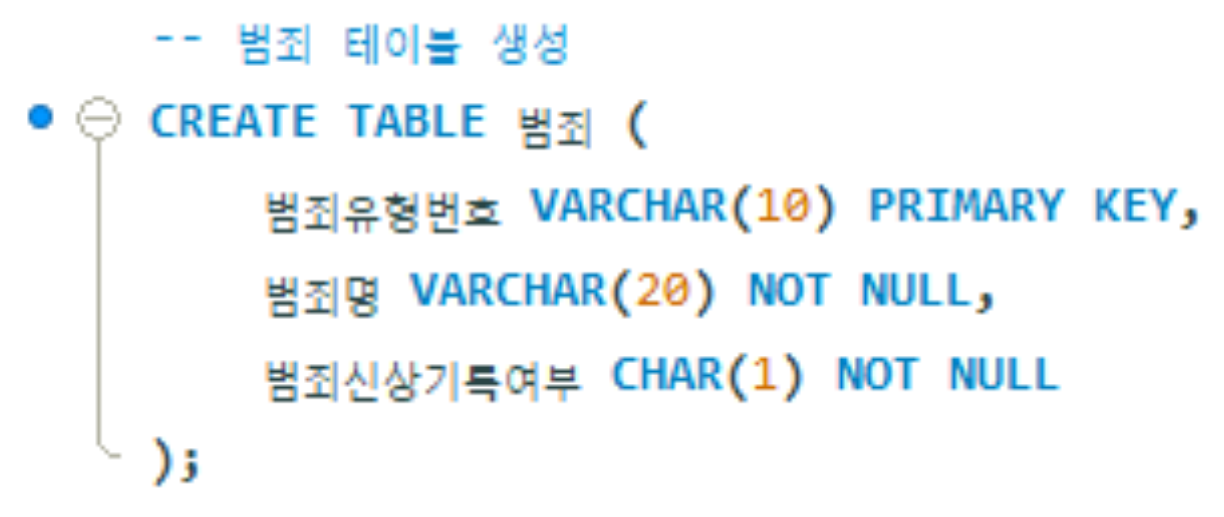 -- 범죄 테이블 생성
CREATE TABLE 범죄 (
범죄유형번호 VARCHAR(10) PRIMARY KEY,
범죄명 VARCHAR(20) NOT NULL,
범죄신상기록여부 CHAR(1) NOT NULL
);